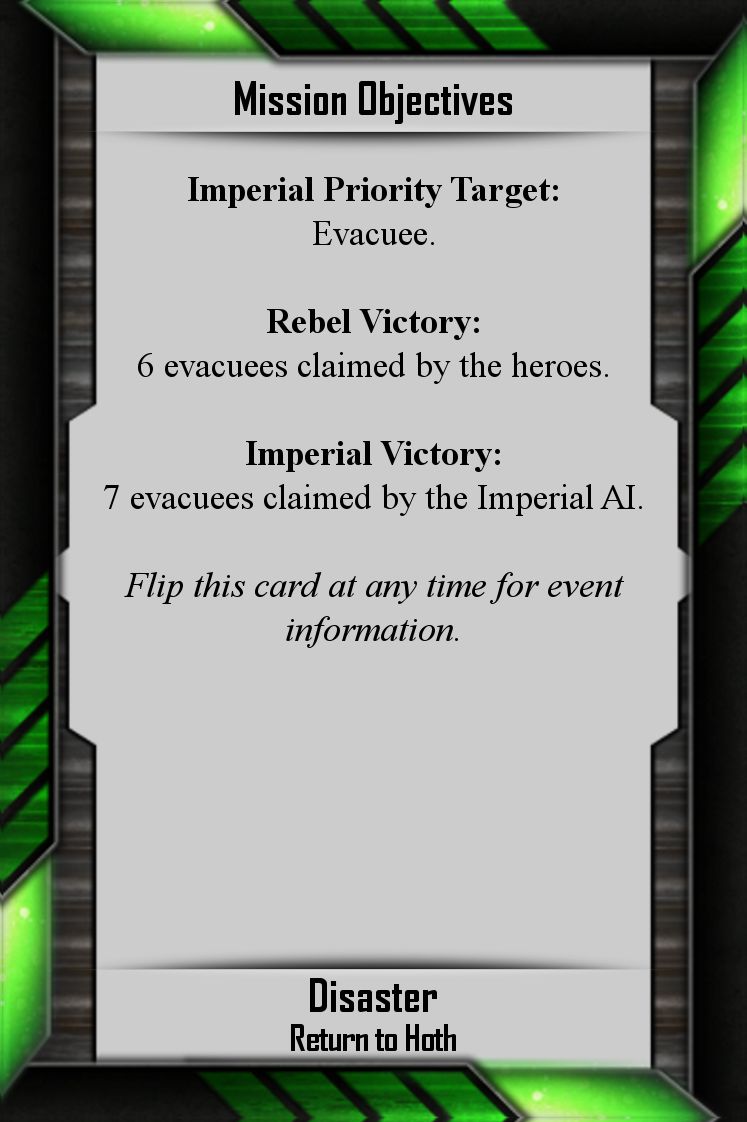 Mission Objectives
Imperial Priority Target:
Evacuee.
Rebel Victory:
6 evacuees claimed by the heroes.
Imperial Victory:
7 evacuees claimed by the Imperial AI.
Flip this card at any time for event
information.
Disaster
Return to Hoth